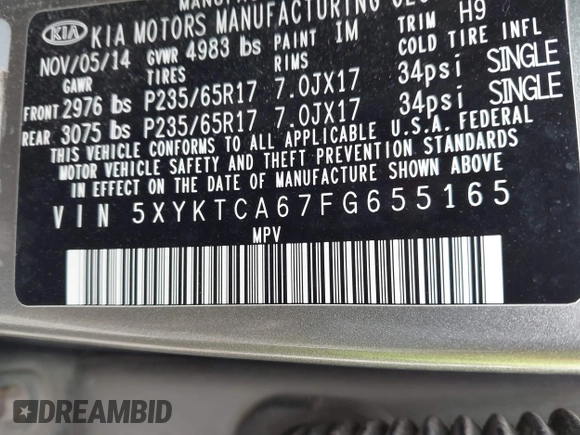 KIA KIA MOTORS MANUFACTURING
NOV/05/14 GVWR 4983 lbs PAINT IM TRIM H9
GAWR TIRES RIMS COLD TIRE INFL
FRONT 2976 lbs P235/65R17 7.0JX17 34psi SINGLE
REAR 3075 lbs P235/65R17 7.0JX17 34psi SINGLE
THIS VEHICLE CONFORMS TO ALL APPLICABLE U.S.A. FEDERAL
MOTOR VEHICLE SAFETY AND THEFT PREVENTION STANDARDS
IN EFFECT ON THE DATE OF MANUFACTURE SHOWN ABOVE
VIN 5XYKTCA67FG655165
MPV
DREAMBID